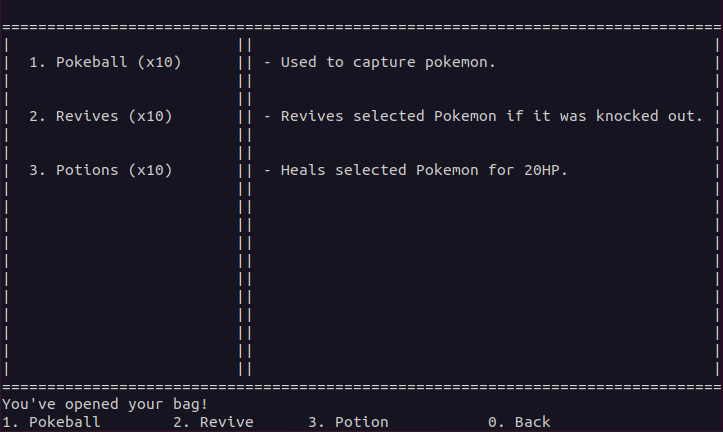 ================================================================================
1. Pokeball (x10) || - Used to capture pokemon.
2. Revives (x10) || - Revives selected Pokemon if it was knocked out.
3. Potions (x10) || - Heals selected Pokemon for 20HP.
================================================================================
You've opened your bag!
1. Pokeball 2. Revive 3. Potion 0. Back